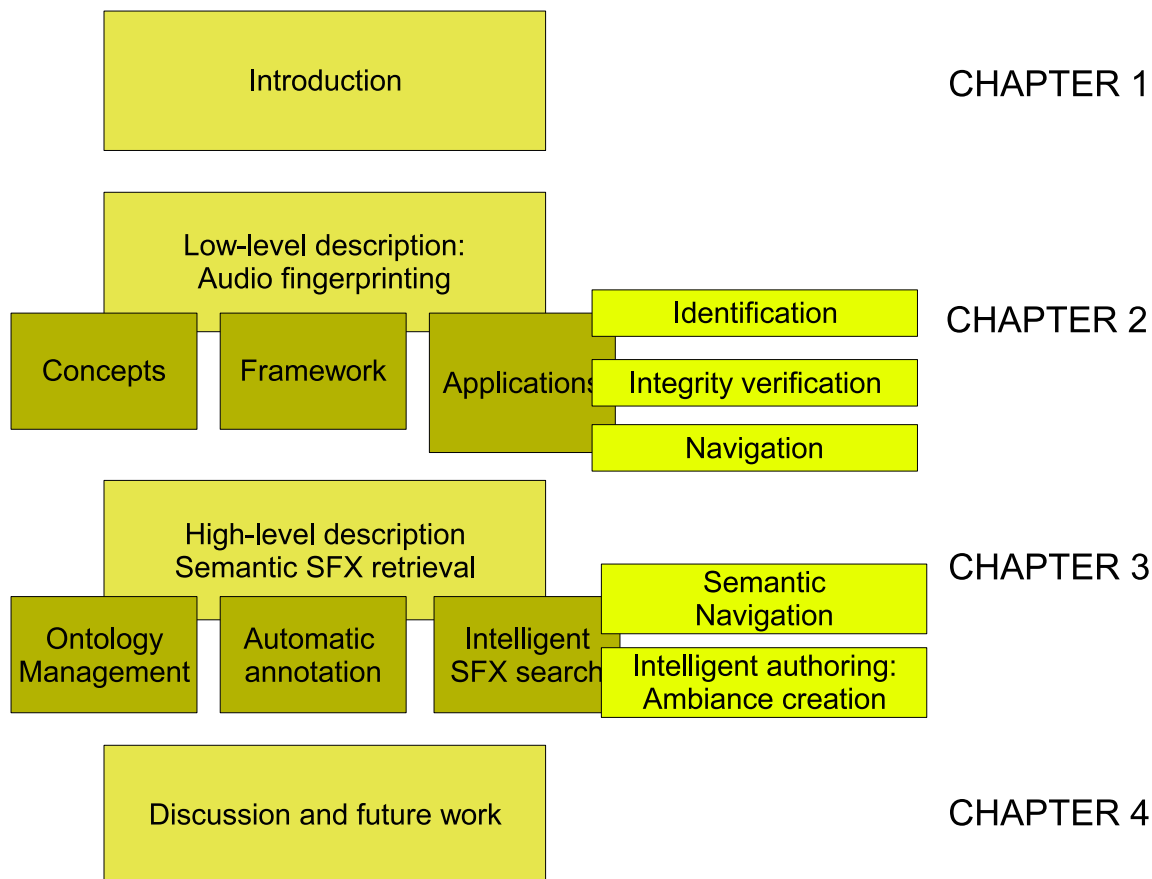 Introduction
CHAPTER 1
Low-level description:
Audio fingerprinting
CHAPTER 2
Concepts
Framework
Applications
Identification
Integrity verification
Navigation
High-level description
Semantic SFX retrieval
CHAPTER 3
Ontology
Management
Automatic
annotation
Intelligent
SFX search
Semantic
Navigation
Intelligent authoring:
Ambiance creation
Discussion and future work
CHAPTER 4